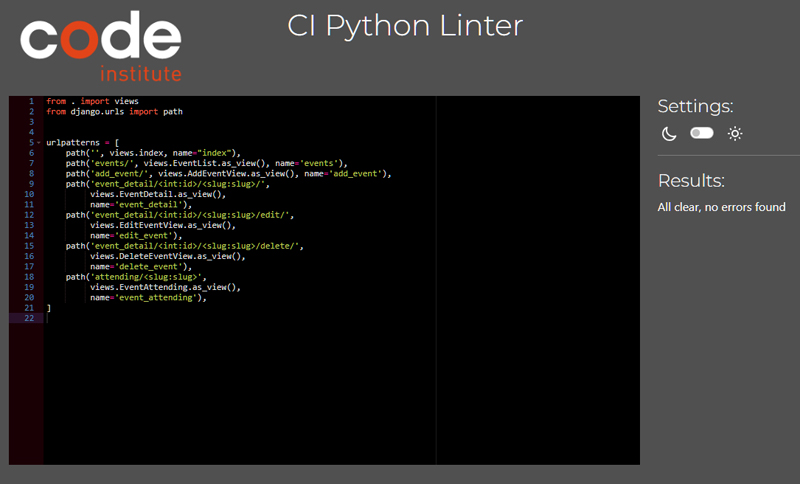 code
institute
CI Python Linter
1 from . import views
2 from django.urls import path
3
4
5 urlpatterns = [
6     path('', views.index, name="index"),
7     path('events/', views.EventList.as_view(), name='events'),
8     path('add_event/', views.AddEventView.as_view(), name='add_event'),
9     path('event_detail/<int:id>/<slug:slug>/',
10          views.EventDetail.as_view(),
11          name='event_detail'),
12     path('event_detail/<int:id>/<slug:slug>/edit/',
13          views.EditEventView.as_view(),
14          name='edit_event'),
15     path('event_detail/<int:id>/<slug:slug>/delete/',
16          views.DeleteEventView.as_view(),
17          name='delete_event'),
18     path('attending/<slug:slug>',
19          views.EventAttending.as_view(),
20          name='event_attending'),
21 ]
22
Settings:
Results:
All clear, no errors found